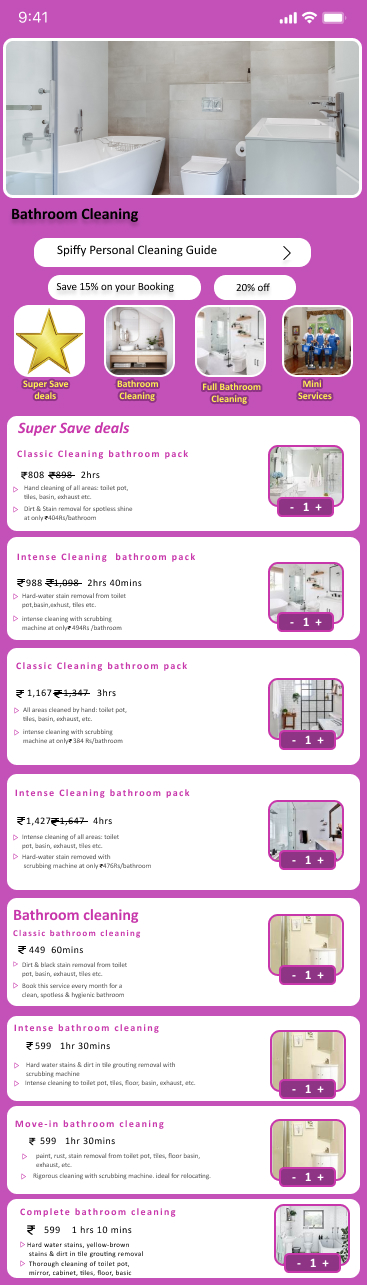 9:41
Bathroom Cleaning
Spiffy Personal Cleaning Guide
Save 15% on your Booking
20% off
Super Save
deals
Bathroom
Cleaning
Full Bathroom
Cleaning
Mini
Services
Super Save deals
Classic Cleaning bathroom pack
₹808 ₹898 2hrs
Hand cleaning of all areas: toilet pot,
tiles, basin, exhaust etc.
Dirt & Stain removal for spotless shine
at only ₹404Rs/bathroom
- 1 +
Intense Cleaning bathroom pack
₹988 ₹1,098 2hrs 40mins
Hard-water stain removal from toilet
pot,basin,exhust, tiles etc.
intense cleaning with scrubbing
machine at only₹ 494Rs /bathroom
- 1 +
Classic Cleaning bathroom pack
₹ 1,167 ₹1,347 3hrs
All areas cleaned by hand: toilet pot,
tiles, basin, exhaust, etc.
intense cleaning with scrubbing
machine at only₹ 384 Rs/bathroom
- 1 +
Intense Cleaning bathroom pack
₹1,427 ₹1,647 4hrs
Intense cleaning of all areas: toilet
pot, basin, exhaust, tiles etc.
Hard-water stain removed with
scrubbing machine at only ₹476Rs/bathroom
- 1 +
Bathroom cleaning
Classic bathroom cleaning
₹ 449 60mins
Dirt & black stain removal from toilet
pot, basin, exhaust, tiles etc.
Book this service every month for a
clean, spotless & hygienic bathroom
- 1 +
Intense bathroom cleaning
₹ 599 1hr 30mins
Hard water stains & dirt in tile grouting removal with
scrubbing machine
Intense cleaning to toilet pot, tiles, floor, basin, exhaust, etc.
- 1 +
Move-in bathroom cleaning
₹ 599 1hr 30mins
paint, rust, stain removal from toilet pot, tiles, floor basin,
exhaust, etc.
Rigorous cleaning with scrubbing machine. ideal for relocating.
- 1 +
Complete bathroom cleaning
₹ 599 1 hrs 10 mins
Hard water stains, yellow-brown
stains & dirt in tile grouting removal
Thorough cleaning of toilet pot,
mirror, cabinet, tiles, floor, basic
- 1 +